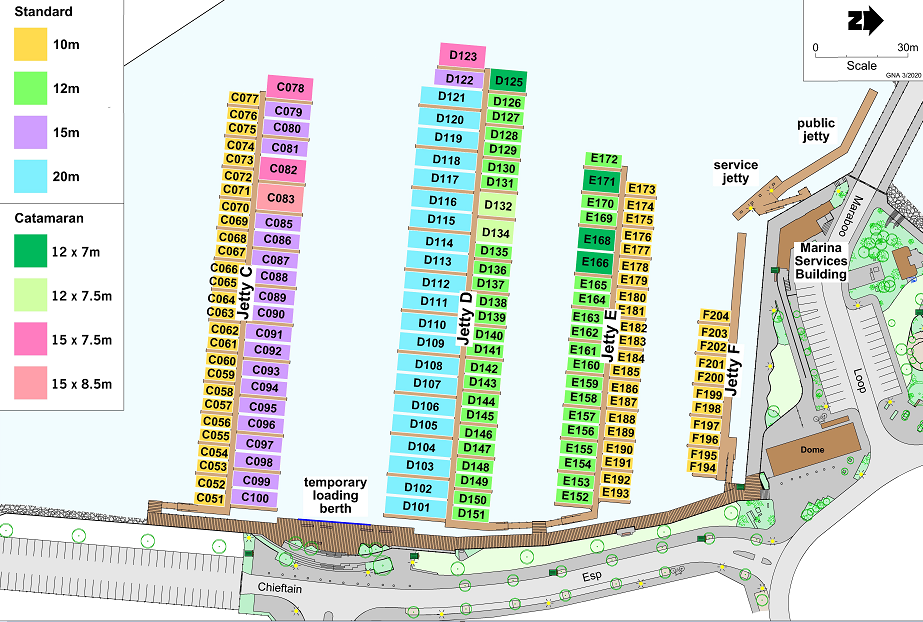 Standard
10m
12m
15m
20m
Catamaran
12 x 7m
12 x 7.5m
15 x 7.5m
15 x 8.5m
N
0 30m
Scale
GNA 3/2020
public
jetty
service
jetty
Marina
Services
Building
Maraboo
Loop
Dome
temporary
loading
berth
Chieftain
Esp
Jetty C
C077
C076
C075
C074
C073
C072
C071
C070
C069
C068
C067
C066
C065
C064
C063
C062
C061
C060
C059
C058
C057
C056
C055
C054
C053
C052
C051
C078
C079
C080
C081
C082
C083
C085
C086
C087
C088
C089
C090
C091
C092
C093
C094
C095
C096
C097
C098
C099
C100
Jetty D
D123
D122
D121
D120
D119
D118
D117
D116
D115
D114
D113
D112
D111
D110
D109
D108
D107
D106
D105
D104
D103
D102
D101
D125
D126
D127
D128
D129
D130
D131
D132
D134
D135
D136
D137
D138
D139
D140
D141
D142
D143
D144
D145
D146
D147
D148
D149
D150
D151
Jetty E
E172
E171
E170
E169
E168
E166
E165
E164
E163
E162
E161
E160
E159
E158
E157
E156
E155
E154
E153
E152
E173
E174
E175
E176
E177
E178
E179
E180
E181
E182
E183
E184
E185
E186
E187
E188
E189
E190
E191
E192
E193
Jetty F
F204
F203
F202
F201
F200
F199
F198
F197
F196
F195
F194